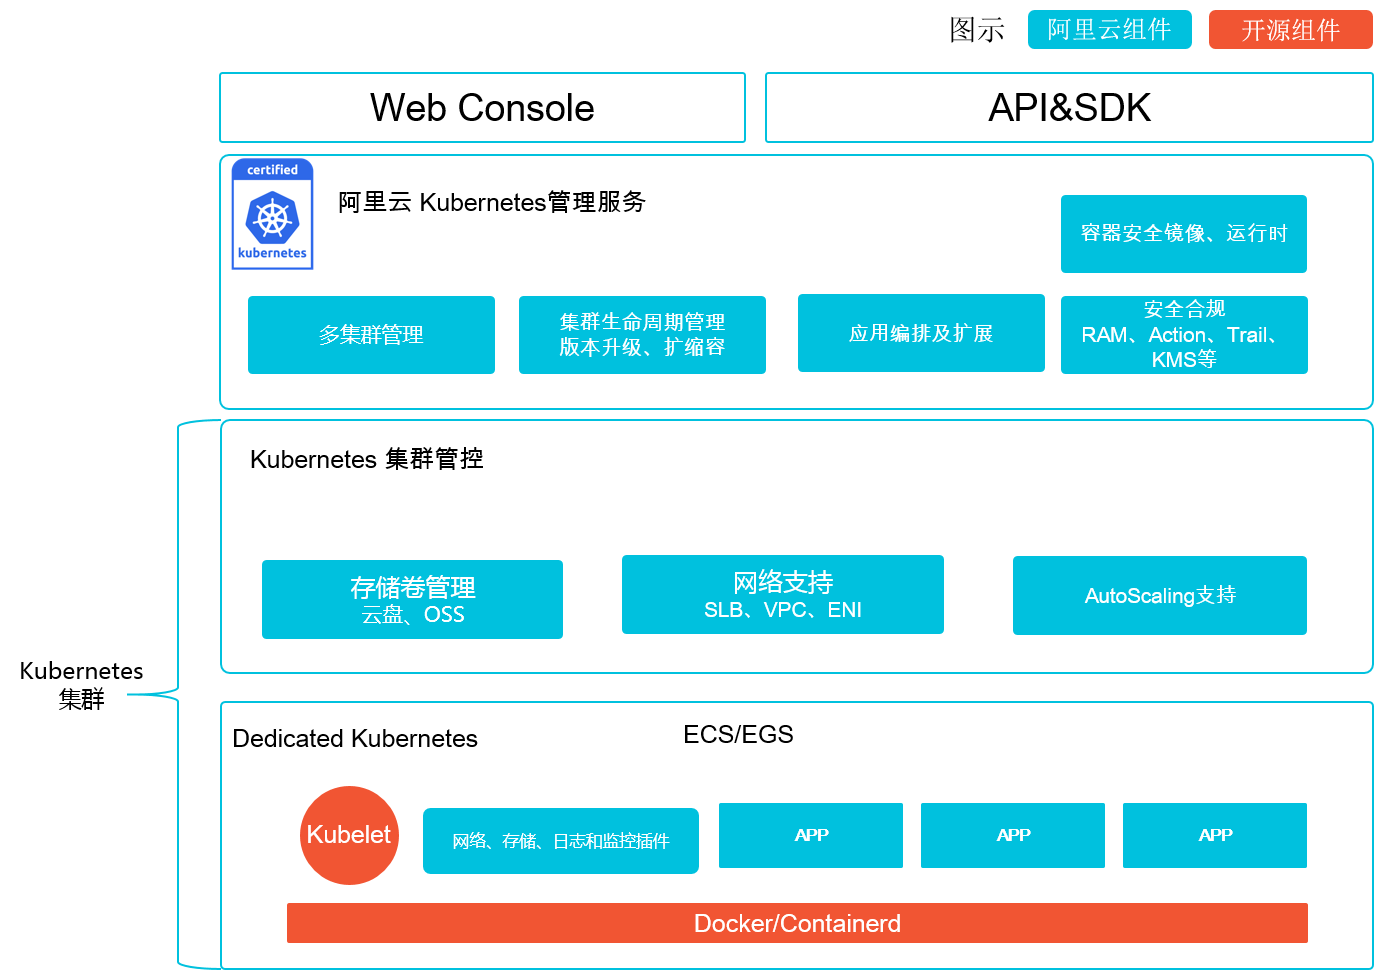 图示
阿里云组件
开源组件
Web Console
API&SDK
certified
kubernetes
阿里云 Kubernetes管理服务
容器安全镜像、运行时
多集群管理
集群生命周期管理
版本升级、扩缩容
应用编排及扩展
安全合规
RAM、Action、Trail、
KMS等
Kubernetes 集群管控
存储卷管理
云盘、OSS
网络支持
SLB、VPC、ENI
AutoScaling支持
Kubernetes
集群
Dedicated Kubernetes
ECS/EGS
Kubelet
网络、存储、日志和监控插件
APP
APP
APP
Docker/Containerd